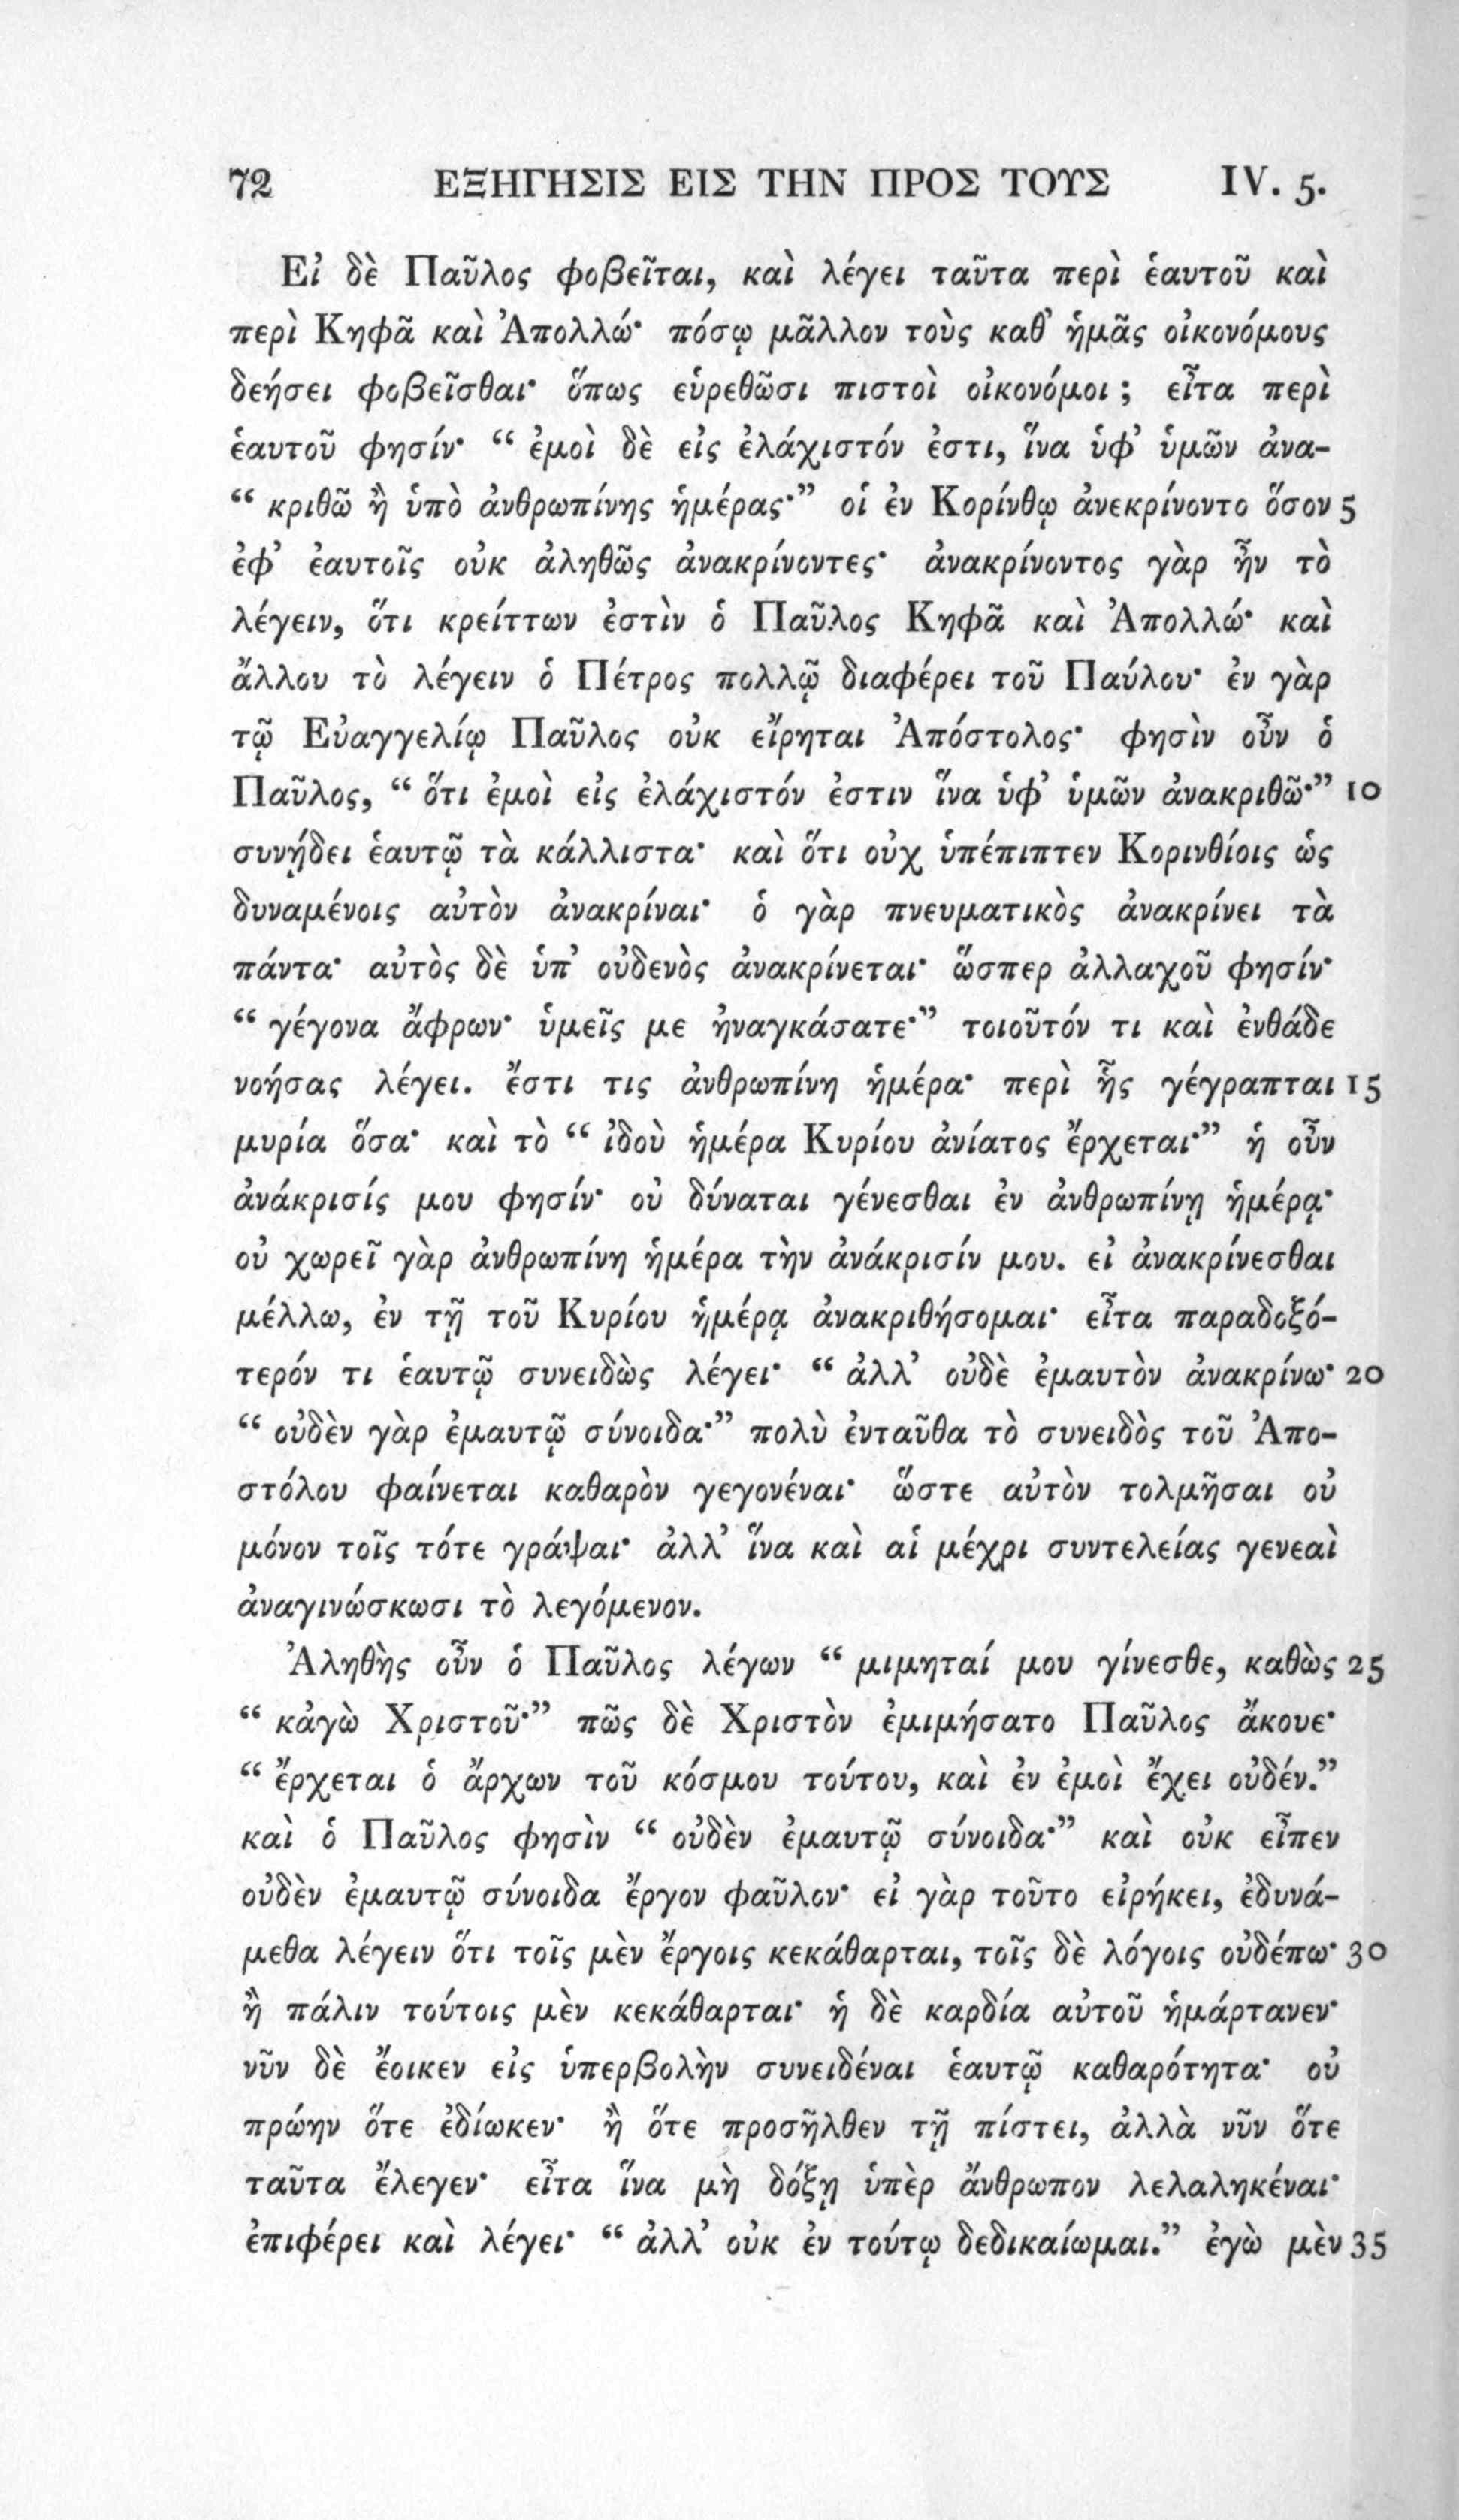 72 ΕΞΗΓΗΣΙΣ ΕΙΣ ΤΗΝ ΠΡΟΣ ΤΟΥΣ IV. 5.
Εἰ δὲ Παῦλος φοβεῖται, καὶ λέγει ταῦτα περὶ ἑαυτοῦ καὶ
περὶ Κηφᾶ καὶ Ἀπολλώ· πόσῳ μᾶλλον τοὺς καθ' ἡμᾶς οἰκονόμους
δεήσει φοβεῖσθαι· ὅπως εὑρεθῶσι πιστοὶ οἰκονόμοι ; εἶτα περὶ
ἑαυτοῦ φησίν· “ ἐμοὶ δὲ εἰς ἐλάχιστόν ἐστι, ἵνα ὑφ' ὑμῶν ἀνα-
“ κριθῶ ἢ ὑπὸ ἀνθρωπίνης ἡμέρας·” οἱ ἐν Κορίνθῳ ἀνεκρίνοντο ὅσον 5
ἐφ' ἑαυτοῖς οὐκ ἀληθῶς ἀνακρίνοντες· ἀνακρίνοντος γὰρ ἦν τὸ
λέγειν, ὅτι κρείττων ἐστὶν ὁ Παῦλος Κηφᾶ καὶ Ἀπολλώ· καὶ
ἄλλου τὸ λέγειν ὁ Πέτρος πολλῷ διαφέρει τοῦ Παύλου· ἐν γὰρ
τῷ Εὐαγγελίῳ Παῦλος οὐκ εἴρηται Ἀπόστολος· φησὶν οὖν ὁ
Παῦλος, “ ὅτι ἐμοὶ εἰς ἐλάχιστόν ἐστιν ἵνα ὑφ' ὑμῶν ἀνακριθῶ·” 10
συνῄδει ἑαυτῷ τὰ κάλλιστα· καὶ ὅτι οὐχ ὑπέπιπτεν Κορινθίοις ὡς
δυναμένοις αὐτὸν ἀνακρίναι· ὁ γὰρ πνευματικὸς ἀνακρίνει τὰ
πάντα· αὐτὸς δὲ ὑπ' οὐδενὸς ἀνακρίνεται· ὥσπερ ἀλλαχοῦ φησίν·
“ γέγονα ἄφρων· ὑμεῖς με ἠναγκάσατε·” τοιοῦτόν τι καὶ ἐνθάδε
νοήσας λέγει. ἔστι τις ἀνθρωπίνη ἡμέρα· περὶ ἧς γέγραπται 15
μυρία ὅσα· καὶ τὸ “ ἰδοὺ ἡμέρα Κυρίου ἀνίατος ἔρχεται·” ἡ οὖν
ἀνάκρισίς μου φησίν· οὐ δύναται γένεσθαι ἐν ἀνθρωπίνῃ ἡμέρᾳ·
οὐ χωρεῖ γὰρ ἀνθρωπίνη ἡμέρα τὴν ἀνάκρισίν μου. εἰ ἀνακρίνεσθαι
μέλλω, ἐν τῇ τοῦ Κυρίου ἡμέρᾳ ἀνακριθήσομαι· εἶτα παραδοξό-
τερόν τι ἑαυτῷ συνειδὼς λέγει· “ ἀλλ' οὐδὲ ἐμαυτὸν ἀνακρίνω· 20
“ οὐδὲν γὰρ ἐμαυτῷ σύνοιδα·” πολὺ ἐνταῦθα τὸ συνειδὸς τοῦ Ἀπο-
στόλου φαίνεται καθαρὸν γεγονέναι· ὥστε αὐτὸν τολμῆσαι οὐ
μόνον τοῖς τότε γράψαι· ἀλλ' ἵνα καὶ αἱ μέχρι συντελείας γενεαὶ
ἀναγινώσκωσι τὸ λεγόμενον.
Ἀληθὴς οὖν ὁ Παῦλος λέγων “ μιμηταί μου γίνεσθε, καθὼς 25
“ κἀγὼ Χριστοῦ·” πῶς δὲ Χριστὸν ἐμιμήσατο Παῦλος ἄκουε·
“ ἔρχεται ὁ ἄρχων τοῦ κόσμου τούτου, καὶ ἐν ἐμοὶ ἔχει οὐδέν.”
καὶ ὁ Παῦλος φησὶν “ οὐδὲν ἐμαυτῷ σύνοιδα·” καὶ οὐκ εἶπεν
οὐδὲν ἐμαυτῷ σύνοιδα ἔργον φαῦλον· εἰ γὰρ τοῦτο εἰρήκει, ἐδυνά-
μεθα λέγειν ὅτι τοῖς μὲν ἔργοις κεκάθαρται, τοῖς δὲ λόγοις οὐδέπω· 30
ἢ πάλιν τούτοις μὲν κεκάθαρται· ἡ δὲ καρδία αὐτοῦ ἡμάρτανεν·
νῦν δὲ ἔοικεν εἰς ὑπερβολὴν συνειδέναι ἑαυτῷ καθαρότητα· οὐ
πρώην ὅτε ἐδίωκεν· ἢ ὅτε προσῆλθεν τῇ πίστει, ἀλλὰ νῦν ὅτε
ταῦτα ἔλεγεν· εἶτα ἵνα μὴ δόξῃ ὑπὲρ ἄνθρωπον λελαληκέναι·
ἐπιφέρει καὶ λέγει· “ ἀλλ' οὐκ ἐν τούτῳ δεδικαίωμαι.” ἐγὼ μὲν 35